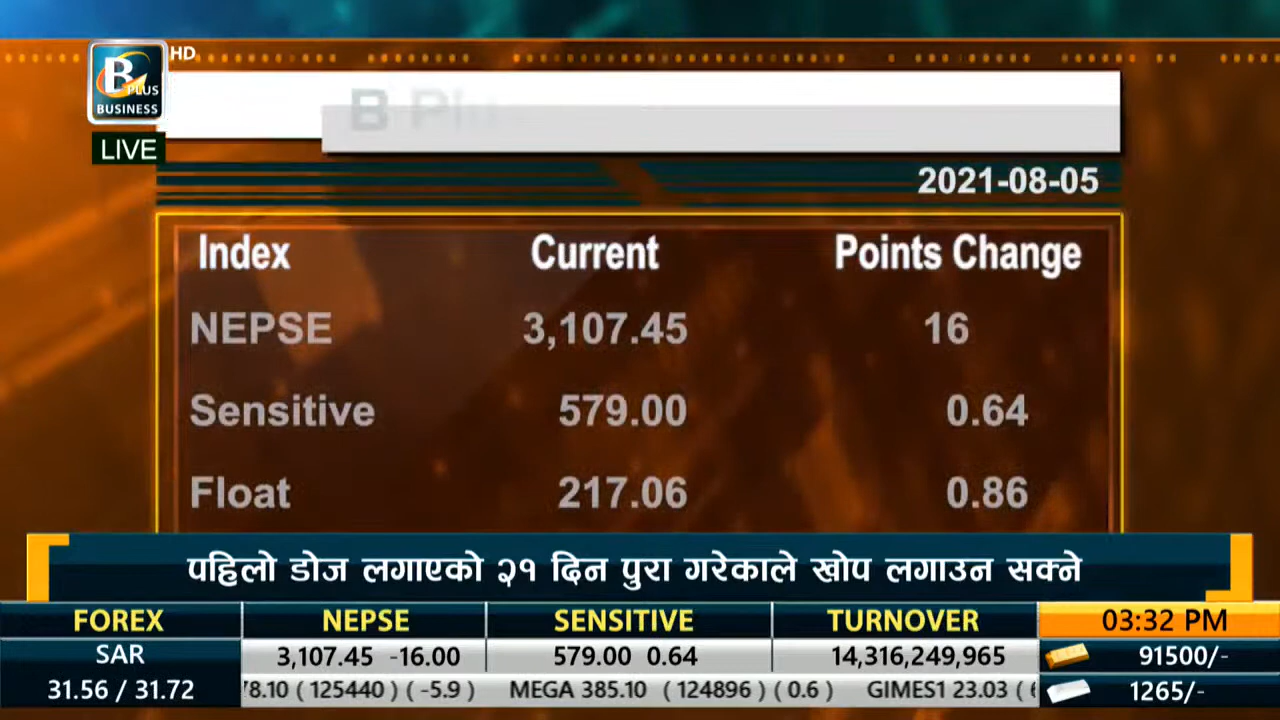 B PLUS
BUSINESS
HD
LIVE
B Plu
2021-08-05
Index Current Points Change
NEPSE 3,107.45 16
Sensitive 579.00 0.64
Float 217.06 0.86
पहिलो डोज लगाएको २१ दिन पुरा गरेकाले खोप लगाउन सक्ने
FOREX NEPSE SENSITIVE TURNOVER 03:32 PM
SAR 3,107.45 -16.00 579.00 0.64 14,316,249,965 91500/-
31.56 / 31.72 8.10 ( 125440 ) ( -5.9 ) MEGA 385.10 ( 124896 ) ( 0.6 ) GIMES1 23.03 ( 1265/-